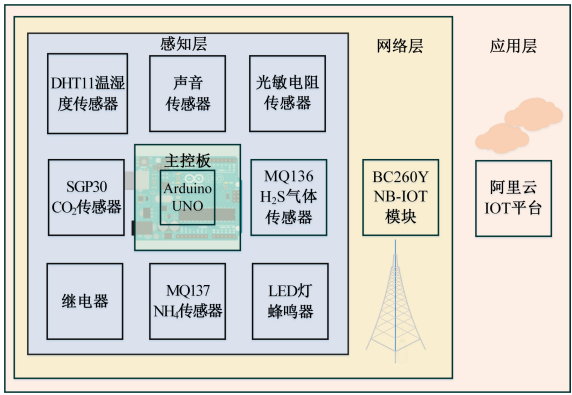 感知层
网络层
应用层
DHT11温湿
度传感器
声音
传感器
光敏电阻
传感器
SGP30
CO₂传感器
主控板
Arduino
UNO
MQ136
H₂S气体
传感器
BC260Y
NB-IOT
模块
阿里云
IOT平台
继电器
MQ137
NH₄传感器
LED灯
蜂鸣器